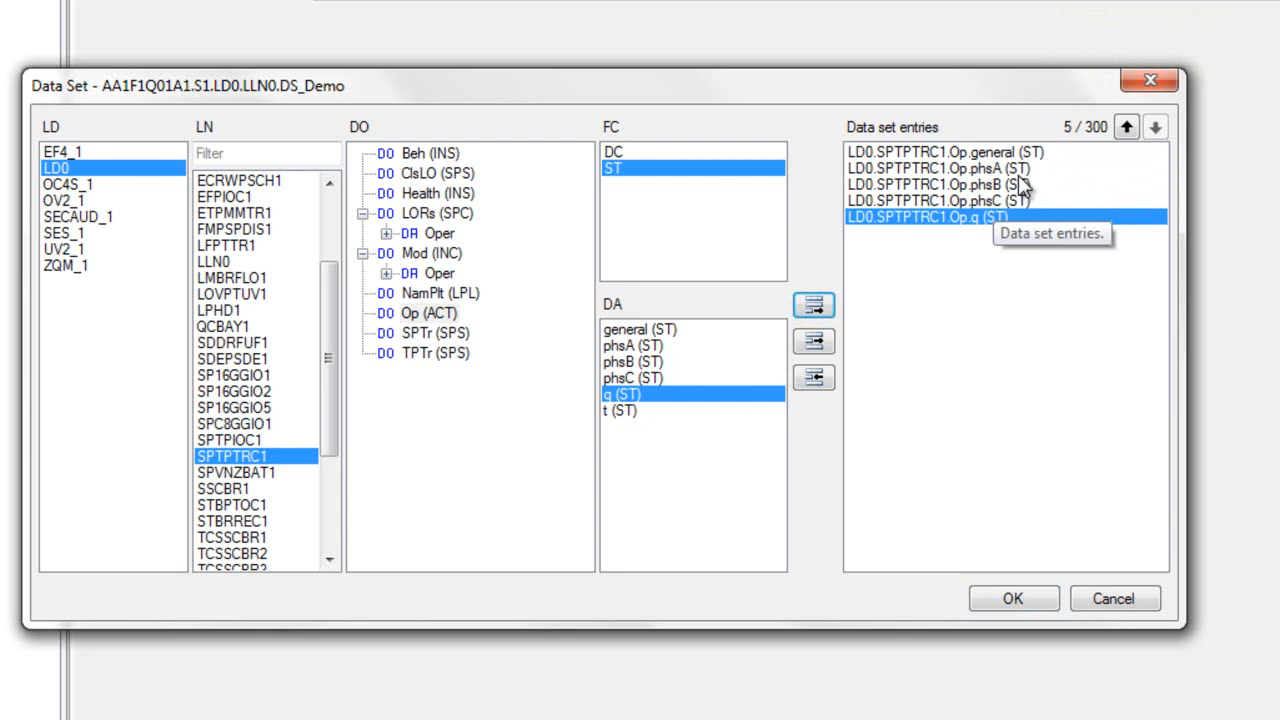 Data Set - AA1F1Q01A1.S1.LD0.LLN0.DS_Demo
LD
EF4_1
LD0
OC4S_1
OV2_1
SECAUD_1
SES_1
UV2_1
ZQM_1
LN
Filter
ECRWPSCH1
EFPIOC1
ETPMMTR1
FMPSPDIS1
LFPTTR1
LLN0
LMBRFLO1
LOVPTUV1
LPHD1
QCBAY1
SDDRFUF1
SDEPSDE1
SP16GGIO1
SP16GGIO2
SP16GGIO5
SPC8GGIO1
SPTPIOC1
SPTPTRC1
SPVNZBAT1
SSCBR1
STBPTOC1
STBRREC1
TCSSCBR1
TCSSCBR2
DO
DO Beh (INS)
DO ClsLO (SPS)
DO Health (INS)
DO LORs (SPC)
DA Oper
DO Mod (INC)
DA Oper
DO NamPlt (LPL)
DO Op (ACT)
DO SPTr (SPS)
DO TPTr (SPS)
FC
DC
ST
DA
general (ST)
phsA (ST)
phsB (ST)
phsC (ST)
q (ST)
t (ST)
Data set entries 5 / 300
LD0.SPTPTRC1.Op.general (ST)
LD0.SPTPTRC1.Op.phsA (ST)
LD0.SPTPTRC1.Op.phsB
LD0.SPTPTRC1.Op.phsC (ST)
LD0.SPTPTRC1.Op.q (ST)
Data set entries.
OK Cancel